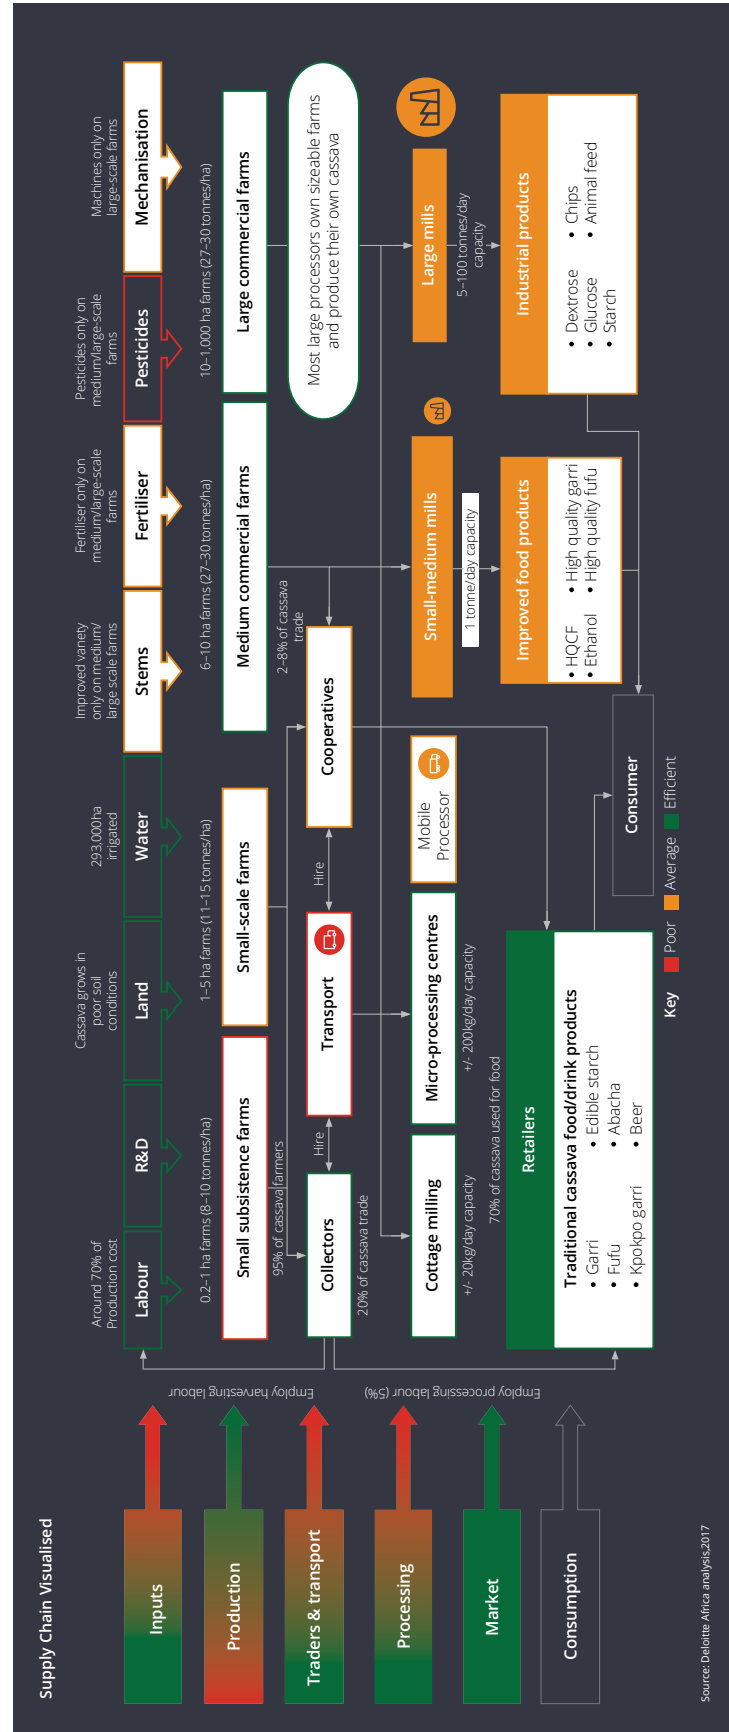 Supply Chain Visualised
Inputs
Around 70% of
Production cost
Labour
R&D
Cassava grows in
poor soil
conditions
Land
293,000ha
irrigated
Water
Improved vanety
only on medium/
large scale farms
Stems
Fertiliser only on
medium/large-scale
farms
Fertiliser
Pesticides only on
medium/large-scale
farms
Pesticides
Machines only on
large-scale farms
Mechanisation
Production
0.2–1 ha farms (8–10 tonnes/ha)
Small subsistence farms
1–5 ha farms (11–15 tonnes/ha)
Small-scale farms
6–10 ha farms (27–30 tonnes/ha)
Medium commercial farms
10–1,000 ha farms (27–30 tonnes/ha)
Large commercial farms
95% of cassava farmers
2–8% of cassava
trade
Most large processors own sizeable farms
and produce their own cassava
Employ harvesting labour
Traders & transport
Collectors
20% of cassava trade
Hire
Transport
Hire
Cooperatives
Employ processing labour (5%)
Processing
Cottage milling
+/- 20kg/day capacity
Micro-processing centres
+/- 200kg/day capacity
Mobile
Processor
Small-medium mills
1 tonne/day capacity
Large mills
5–100 tonnes/day
capacity
Market
70% of cassava used for food
Retailers
Traditional cassava food/drink products
• Garri
• Edible starch
• Fufu
• Abacha
• Kpokpo garri
• Beer
Improved food products
• HQCF
• High quality garri
• Ethanol
• High quality fufu
Industrial products
• Dextrose
• Chips
• Glucose
• Animal feed
• Starch
Consumption
Consumer
Key
Poor
Average
Efficient
Source: Deloitte Africa analysis,2017